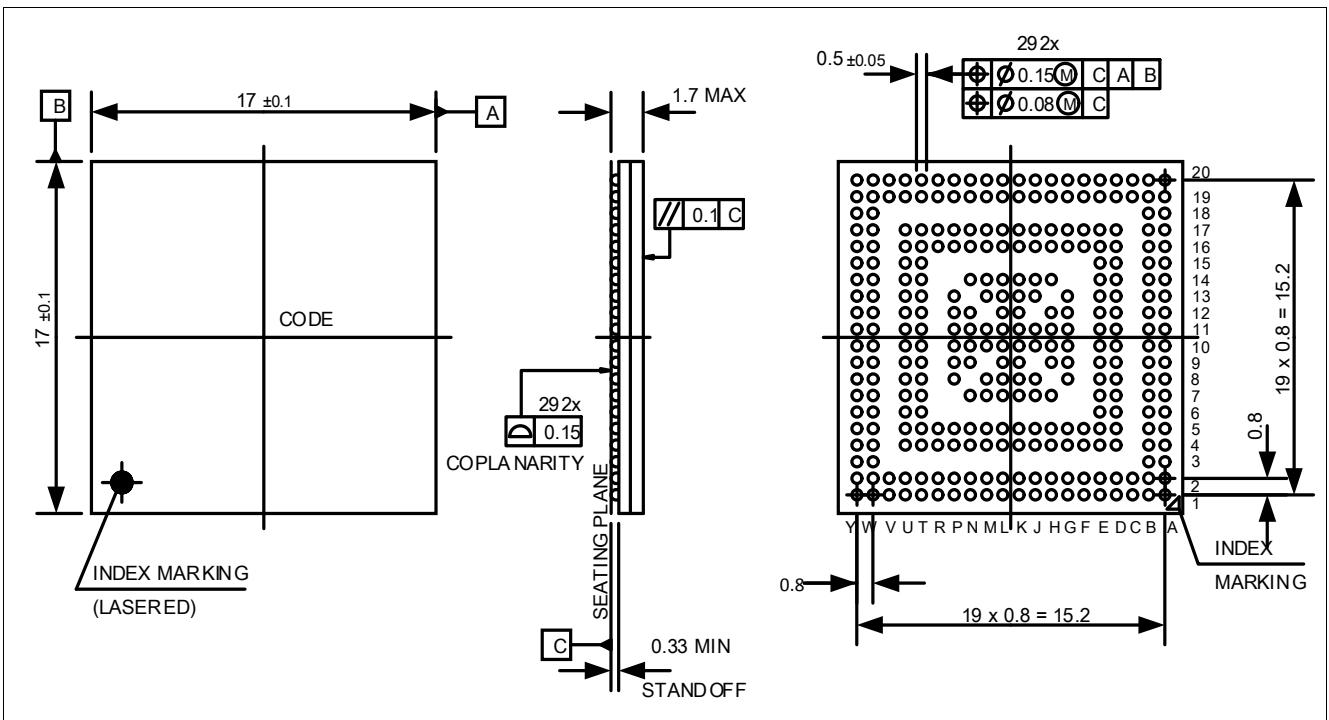 B
17 ±0.1
A
17 ±0.1
CODE
INDEX MARKING
(LASERED)
1.7 MAX
// 0.1 C
292x
0.15
COPLANARITY
SEATING PLANE
C
0.33 MIN
STANDOFF
0.5 ±0.05
292x
⌖ Ø 0.15 Ⓜ C A B
⌖ Ø 0.08 Ⓜ C
20
19
18
17
16
15
14
13
12
11
10
9
8
7
6
5
4
3
2
1
19 x 0.8 = 15.2
0.8
Y W V U T R P N M L K J H G F E D C B A
INDEX
MARKING
0.8
19 x 0.8 = 15.2